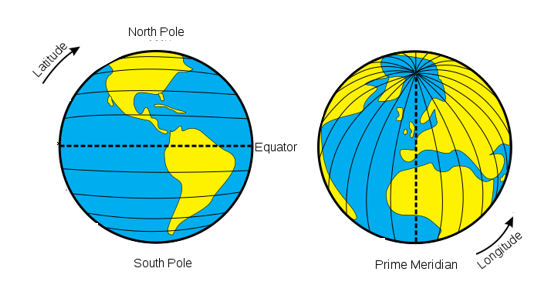 North Pole
Latitude
Equator
South Pole
Prime Meridian
Longitude